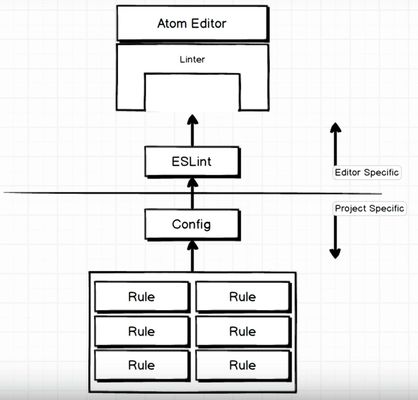 Atom Editor
Linter
ESLint
Editor Specific
Project Specific
Config
Rule Rule
Rule Rule
Rule Rule